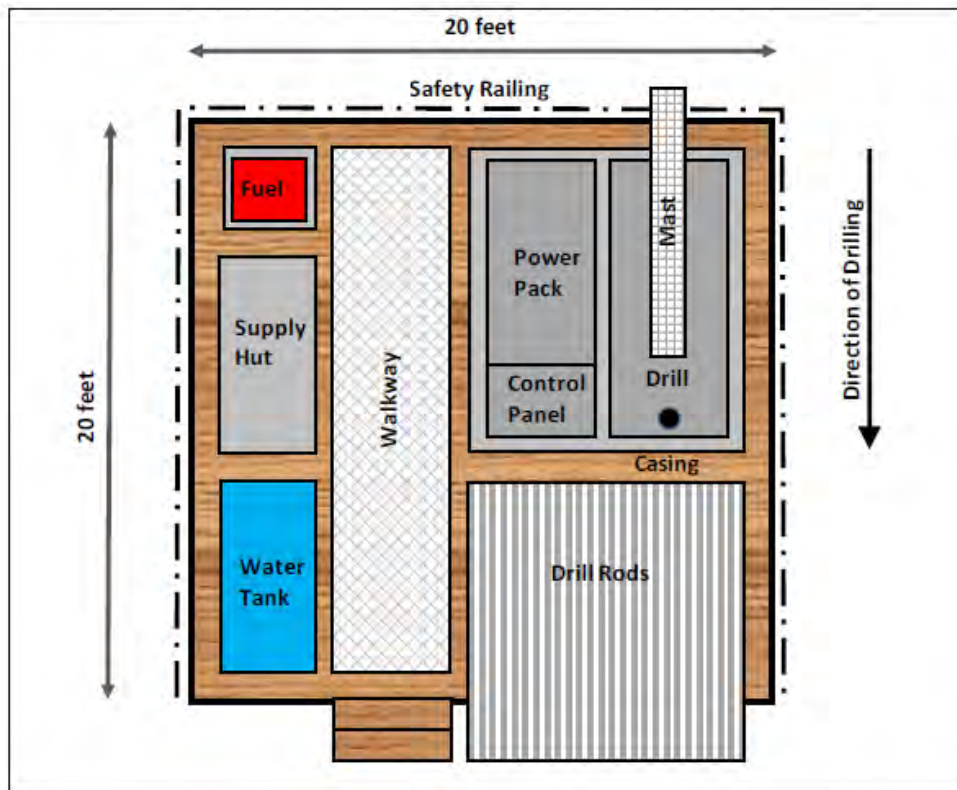 20 feet
Safety Railing
Fuel
Mast
Power
Pack
Direction of Drilling
Supply
Hut
Walkway
20 feet
Control
Panel
Drill
Casing
Water
Tank
Drill Rods